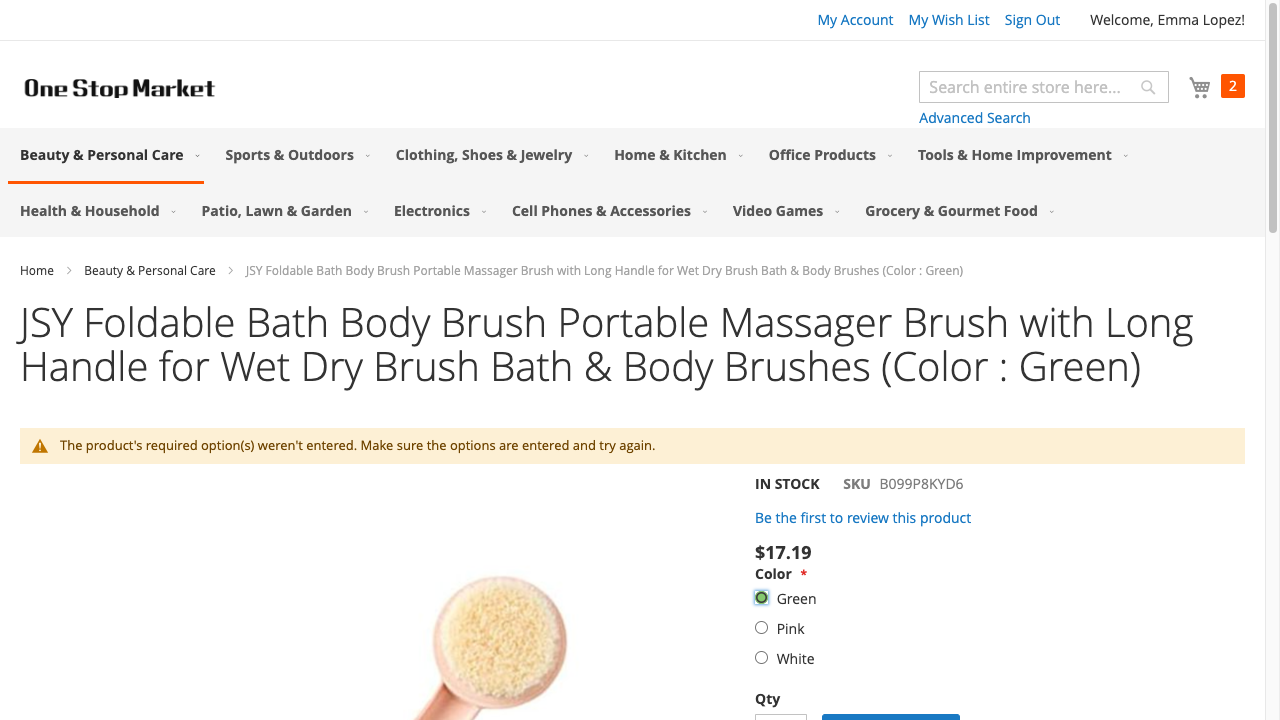 My Account My Wish List Sign Out Welcome, Emma Lopez!
One Stop Market
Search entire store here...
2
Advanced Search
Beauty & Personal Care Sports & Outdoors Clothing, Shoes & Jewelry Home & Kitchen Office Products Tools & Home Improvement
Health & Household Patio, Lawn & Garden Electronics Cell Phones & Accessories Video Games Grocery & Gourmet Food
Home Beauty & Personal Care JSY Foldable Bath Body Brush Portable Massager Brush with Long Handle for Wet Dry Brush Bath & Body Brushes (Color : Green)
JSY Foldable Bath Body Brush Portable Massager Brush with Long
Handle for Wet Dry Brush Bath & Body Brushes (Color : Green)
The product's required option(s) weren't entered. Make sure the options are entered and try again.
IN STOCK SKU B099P8KYD6
Be the first to review this product
$17.19
Color *
Green
Pink
White
Qty